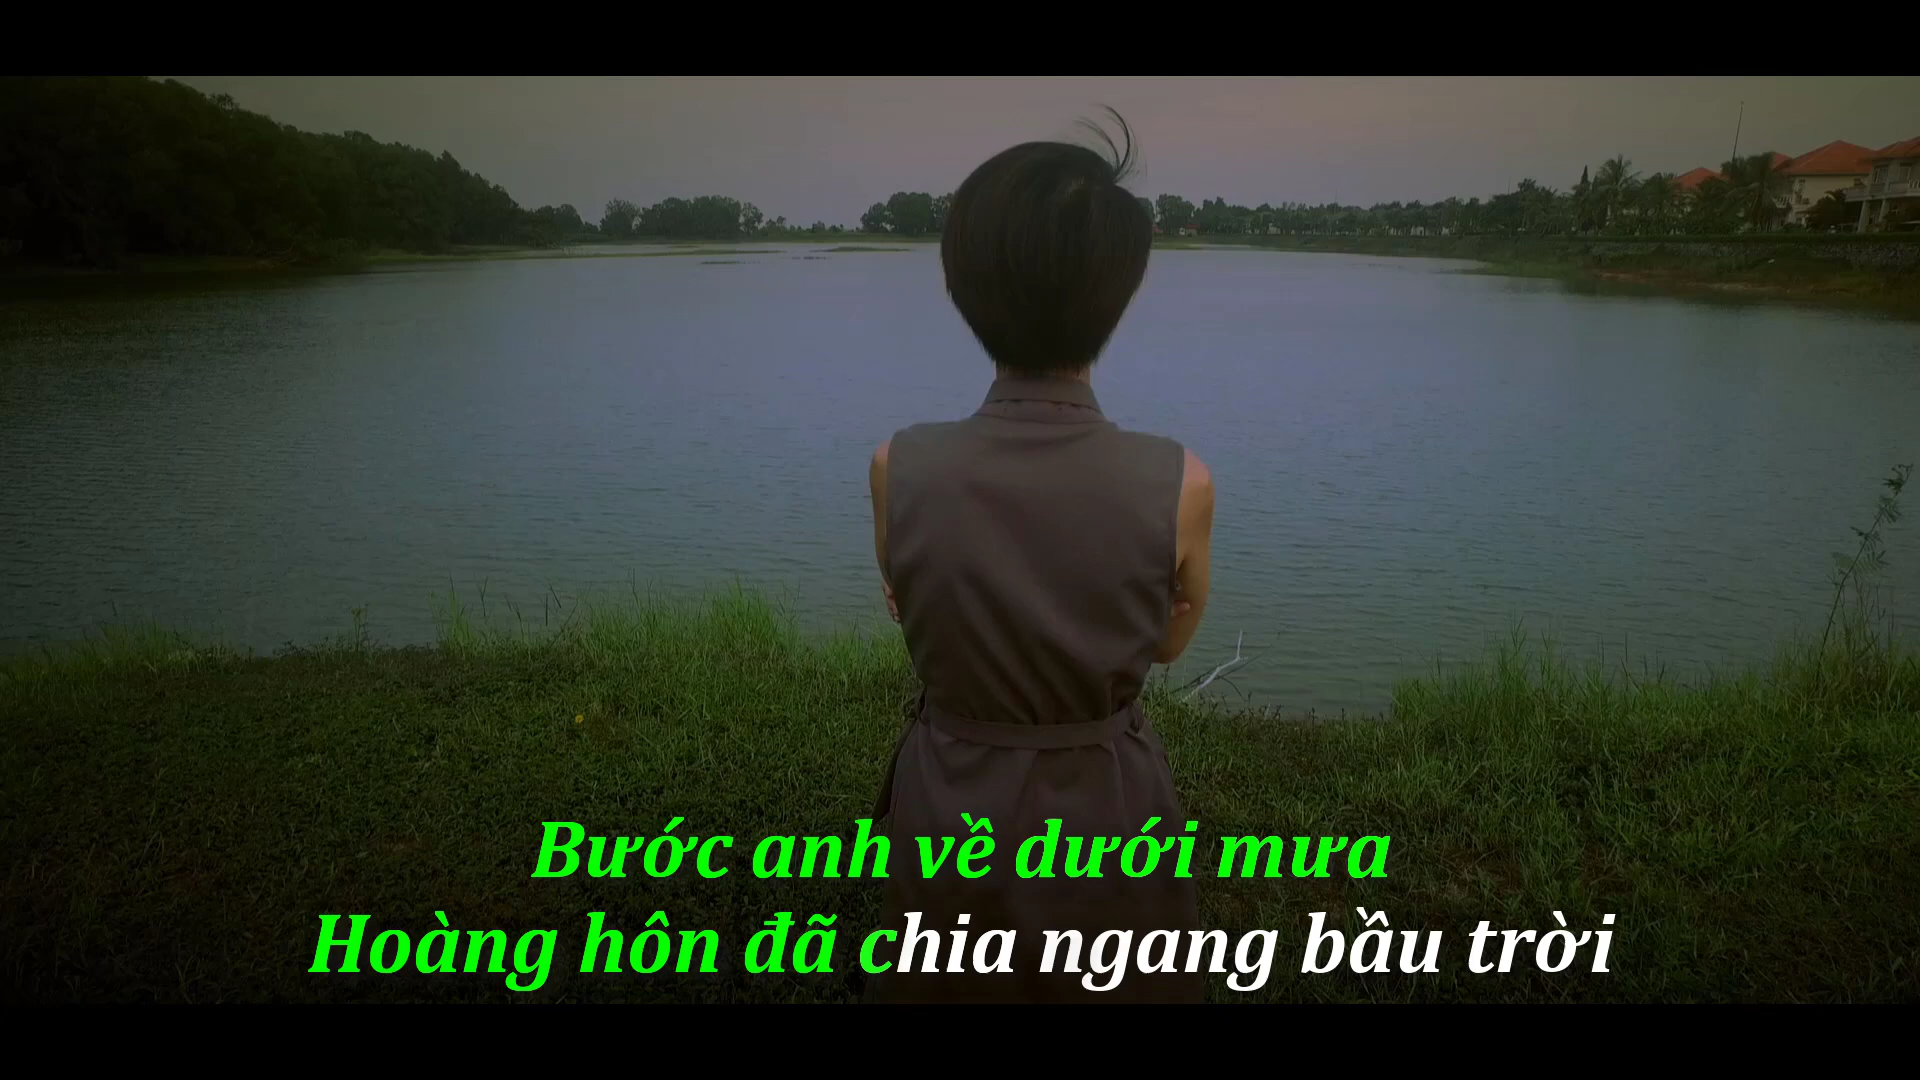 Bước anh về dưới mưa
Hoàng hôn đã chia ngang bầu trời